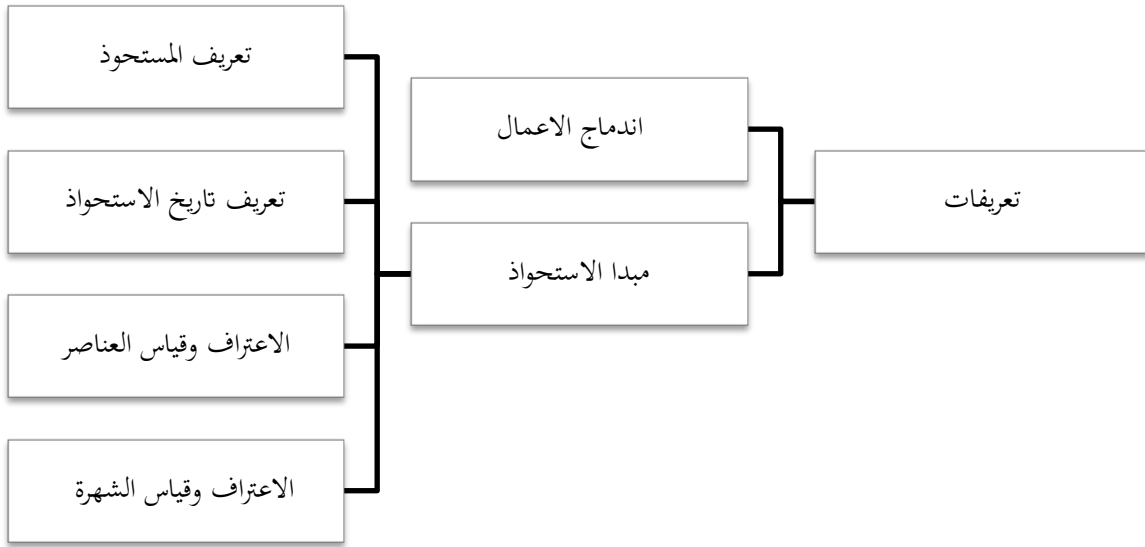 تعريفات
اندماج الاعمال
مبدا الاستحواذ
تعريف المستحوذ
تعريف تاريخ الاستحواذ
الاعتراف وقياس العناصر
الاعتراف وقياس الشهرة